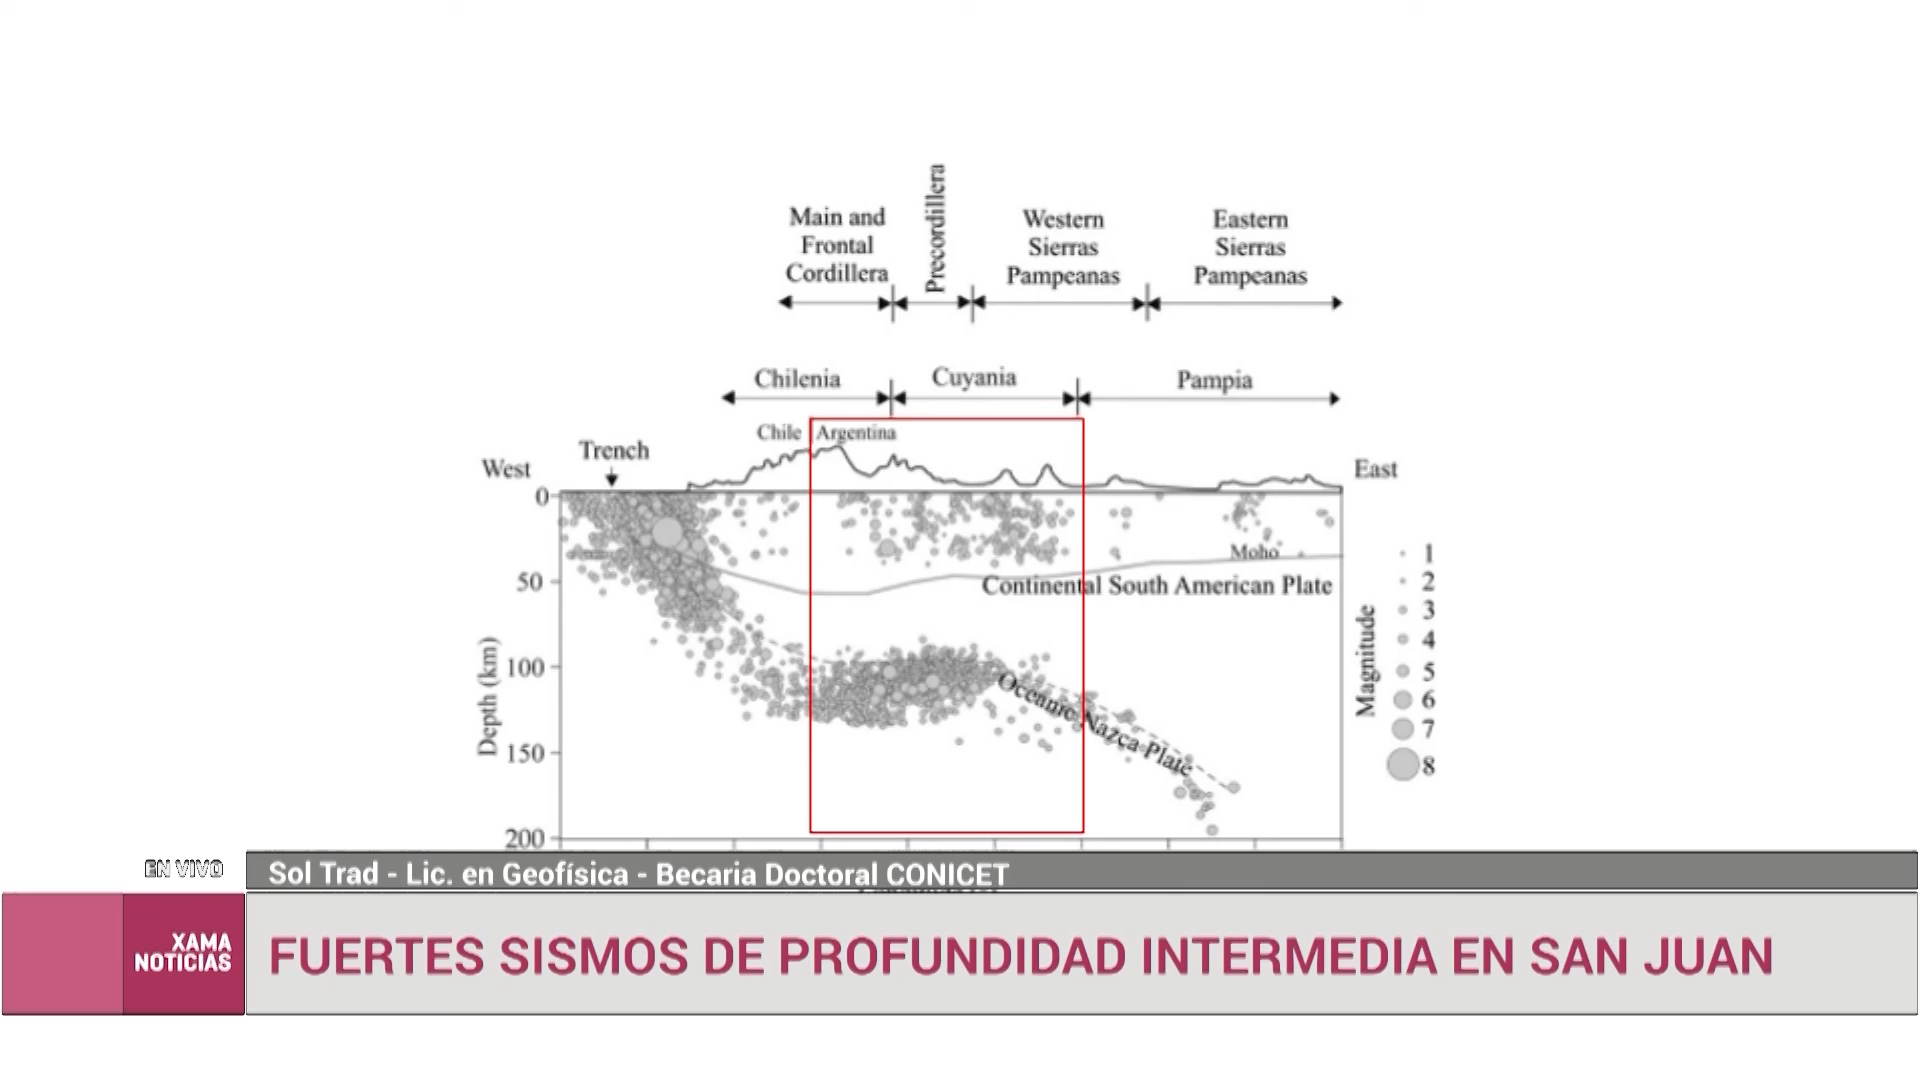 Main and
Frontal
Cordillera
Precordillera
Western
Sierras
Pampeanas
Eastern
Sierras
Pampeanas
Chilenia
Cuyania
Pampia
Chile
Argentina
Trench
West
East
0
50
100
150
200
Depth (km)
Moho
Continental South American Plate
Oceanic Nazca Plate
Magnitude
1
2
3
4
5
6
7
8
EN VIVO
Sol Trad - Lic. en Geofísica - Becaria Doctoral CONICET
XAMA
NOTICIAS
FUERTES SISMOS DE PROFUNDIDAD INTERMEDIA EN SAN JUAN